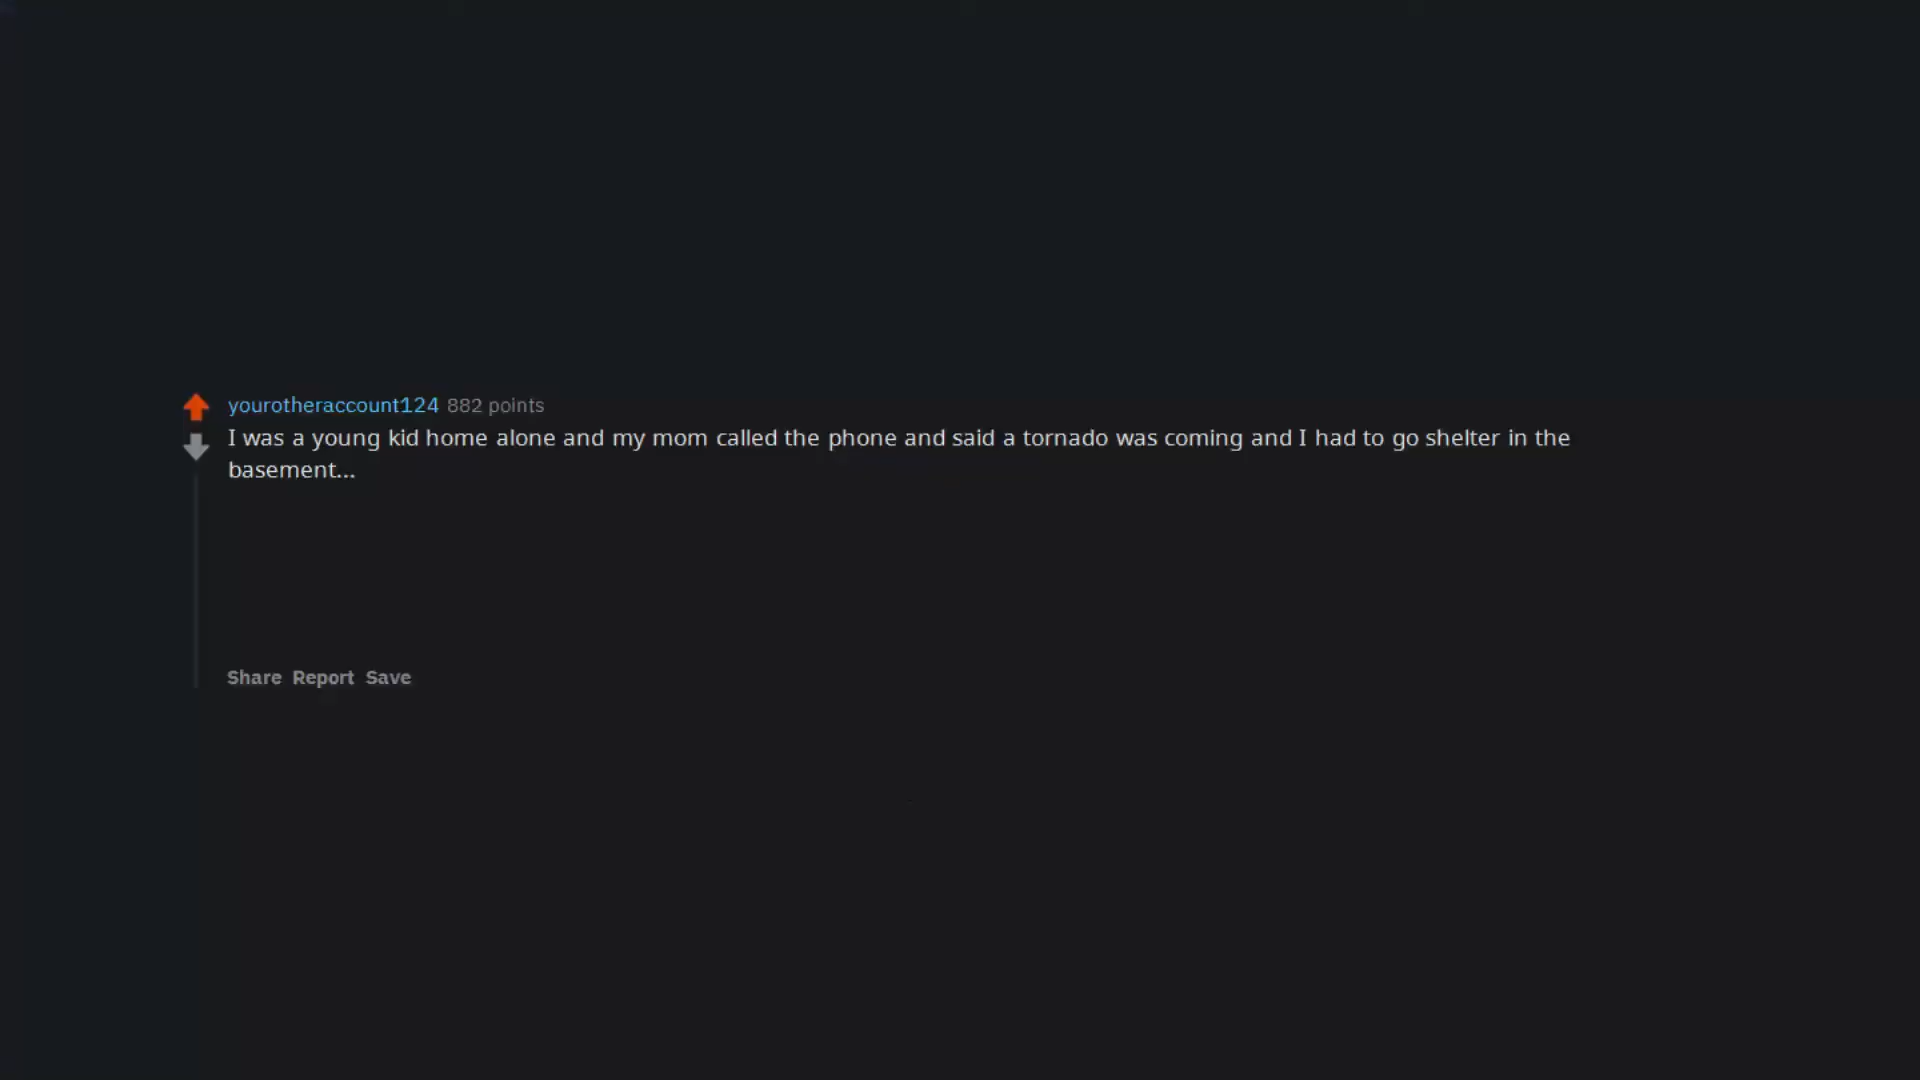 yourotheraccount124 882 points
I was a young kid home alone and my mom called the phone and said a tornado was coming and I had to go shelter in the
basement...
Share Report Save